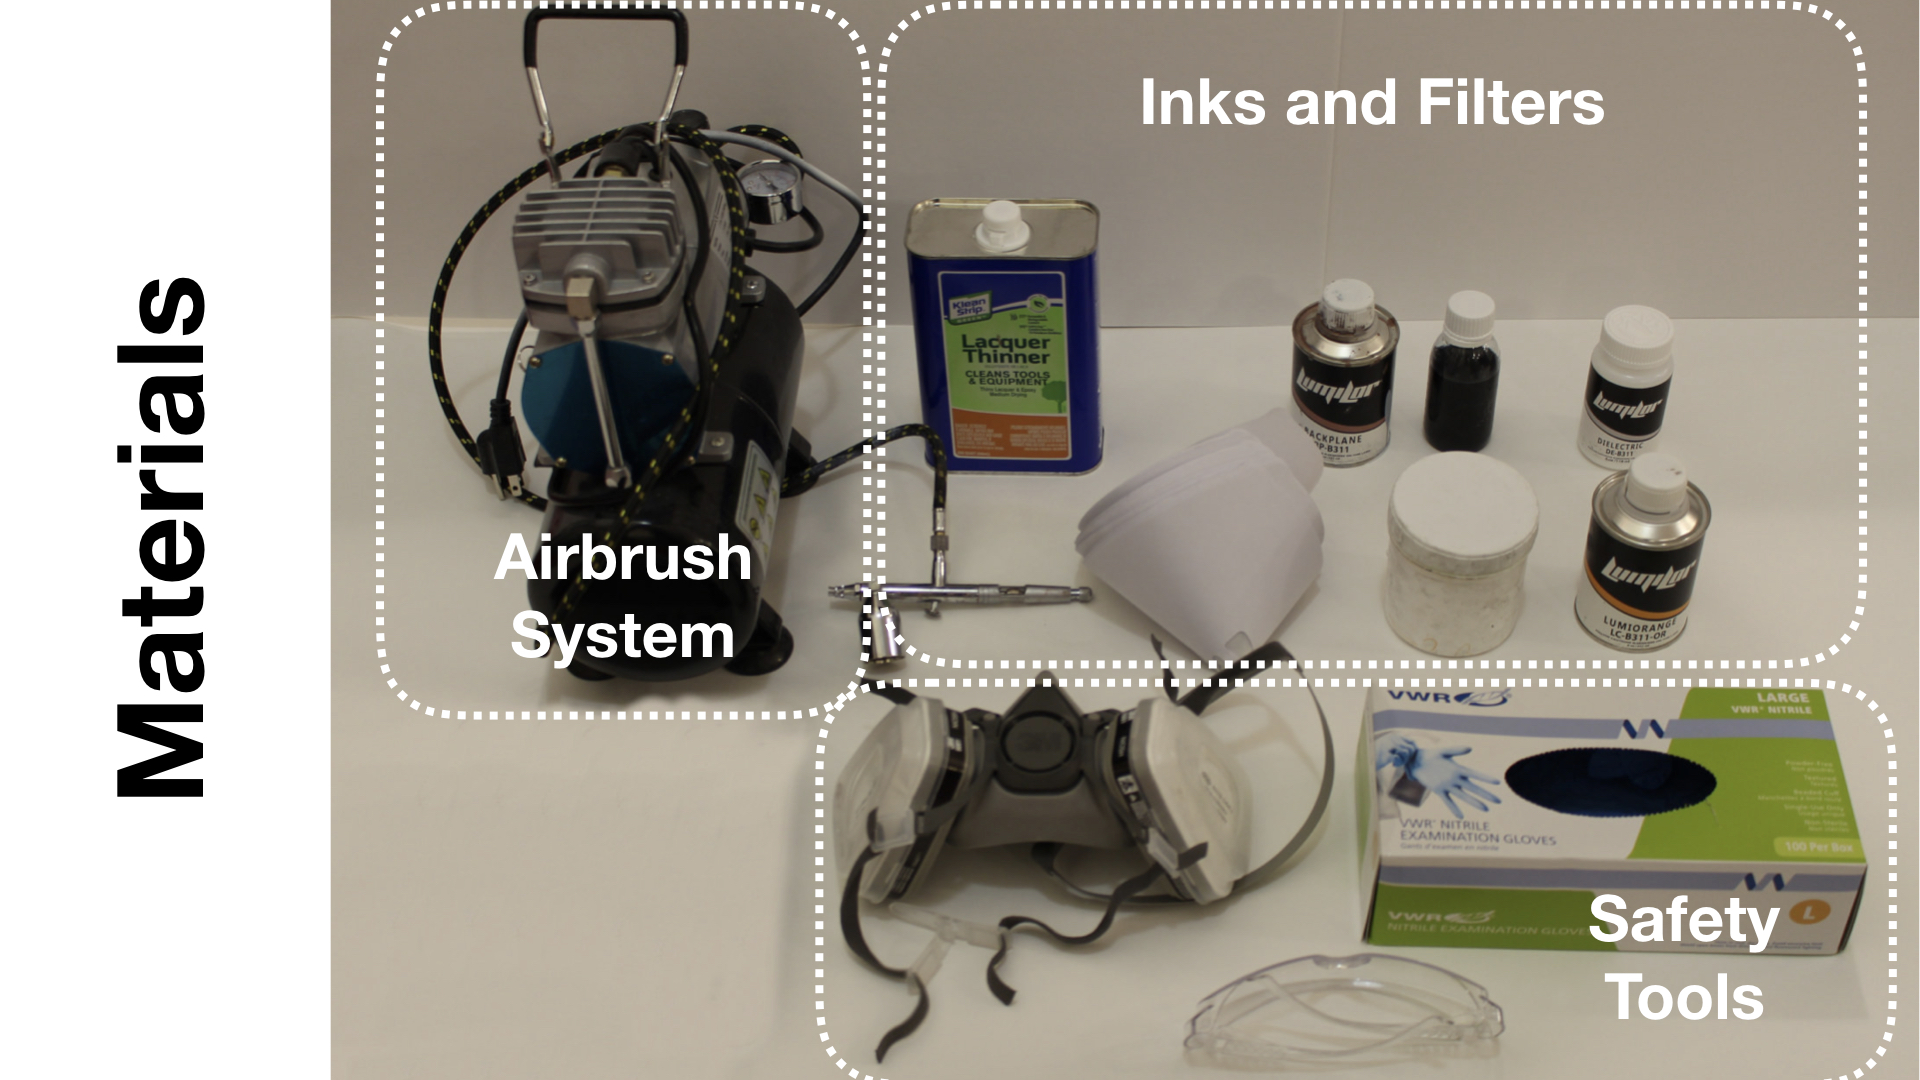 Materials
Airbrush
System
Inks and Filters
Klean
Strip
Lacquer
Thinner
CLEANS TOOLS
& EQUIPMENT
LumiLor
BACKPLANE
LumiLor
DIELECTRIC
DE-B311
LumiLor
LUMIORANGE
LC-B311-OR
3M
VWR
LARGE
VWR® NITRILE
VWR® NITRILE
EXAMINATION GLOVES
100 Per Box
VWR
NITRILE EXAMINATION GLOVES
L
Safety
Tools